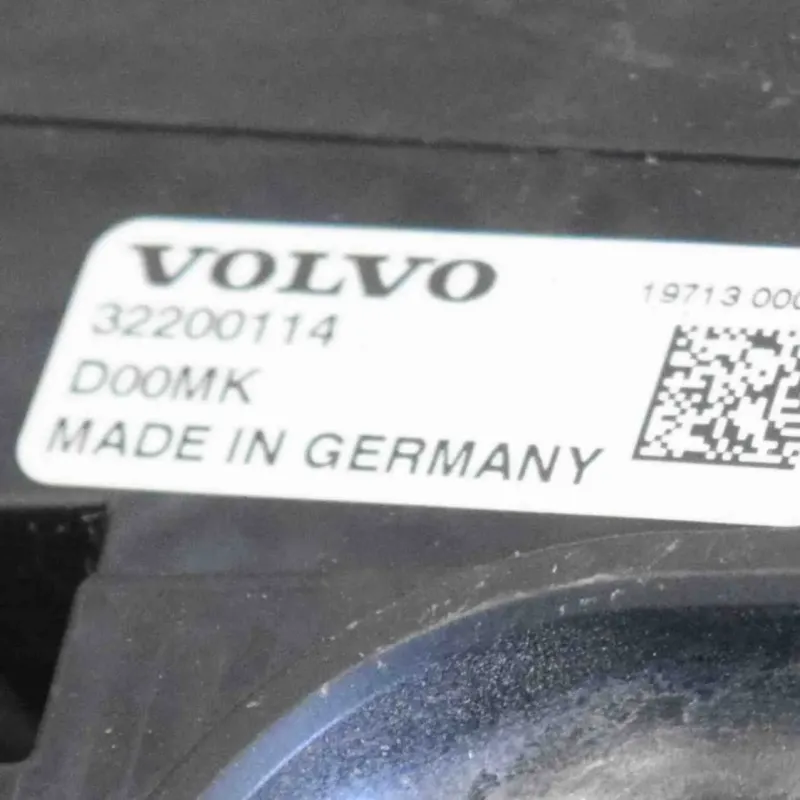 VOLVO
19713 000
32200114
D00MK
MADE IN GERMANY